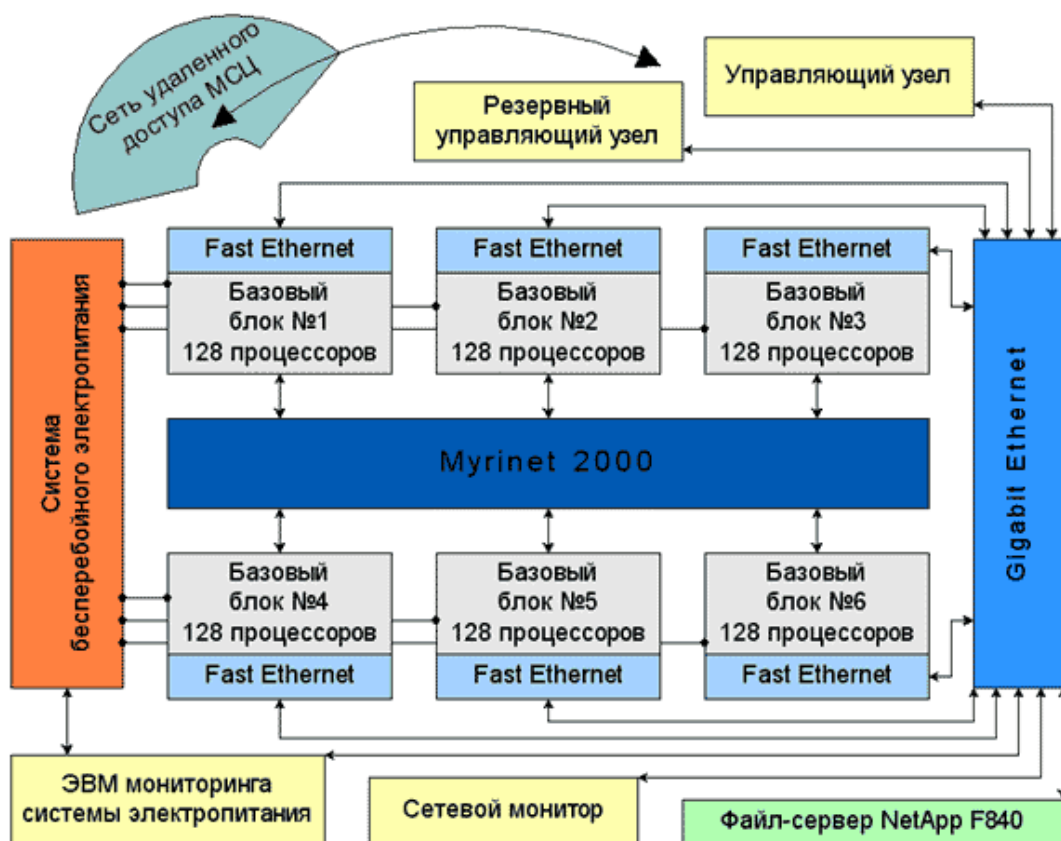 Сеть удаленного
доступа МСЦ
Управляющий узел
Резервный
управляющий узел
Fast Ethernet
Базовый
блок №1
128 процессоров
Fast Ethernet
Базовый
блок №2
128 процессоров
Fast Ethernet
Базовый
блок №3
128 процессоров
Система
бесперебойного электропитания
Myrinet 2000
Gigabit Ethernet
Базовый
блок №4
128 процессоров
Fast Ethernet
Базовый
блок №5
128 процессоров
Fast Ethernet
Базовый
блок №6
128 процессоров
Fast Ethernet
ЭВМ мониторинга
системы электропитания
Сетевой монитор
Файл-сервер NetApp F840